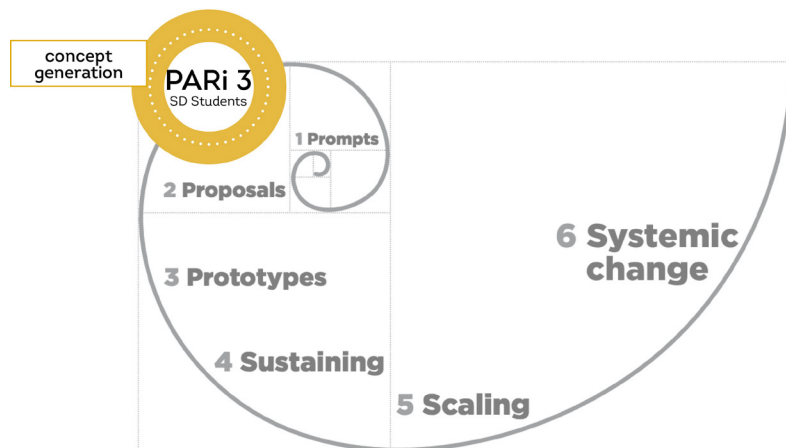 concept
generation
PARi 3
SD Students
1 Prompts
2 Proposals
3 Prototypes
4 Sustaining
5 Scaling
6 Systemic
change